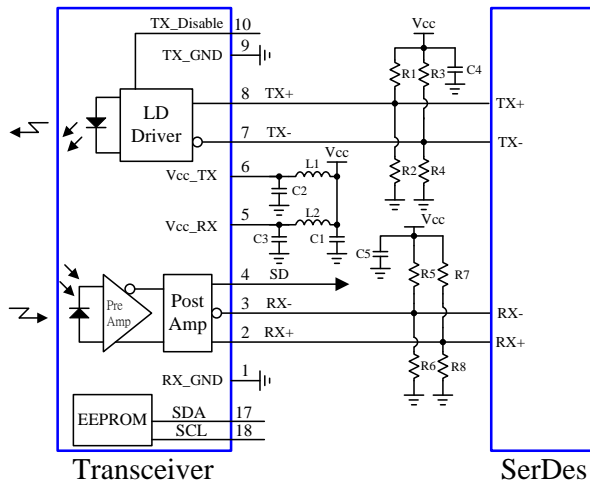 TX_Disable 10
TX_GND 9
Vcc
R1 R3 C4
LD
Driver
8 TX+ TX+
7 TX- TX-
R2 R4
Vcc_TX 6 L1 Vcc
C2
Vcc_RX 5 L2
C3 C1
Vcc
C5
R5 R7
4 SD
Pre
Amp
Post
Amp
3 RX- RX-
2 RX+ RX+
R6 R8
RX_GND 1
EEPROM
SDA 17
SCL 18
Transceiver SerDes